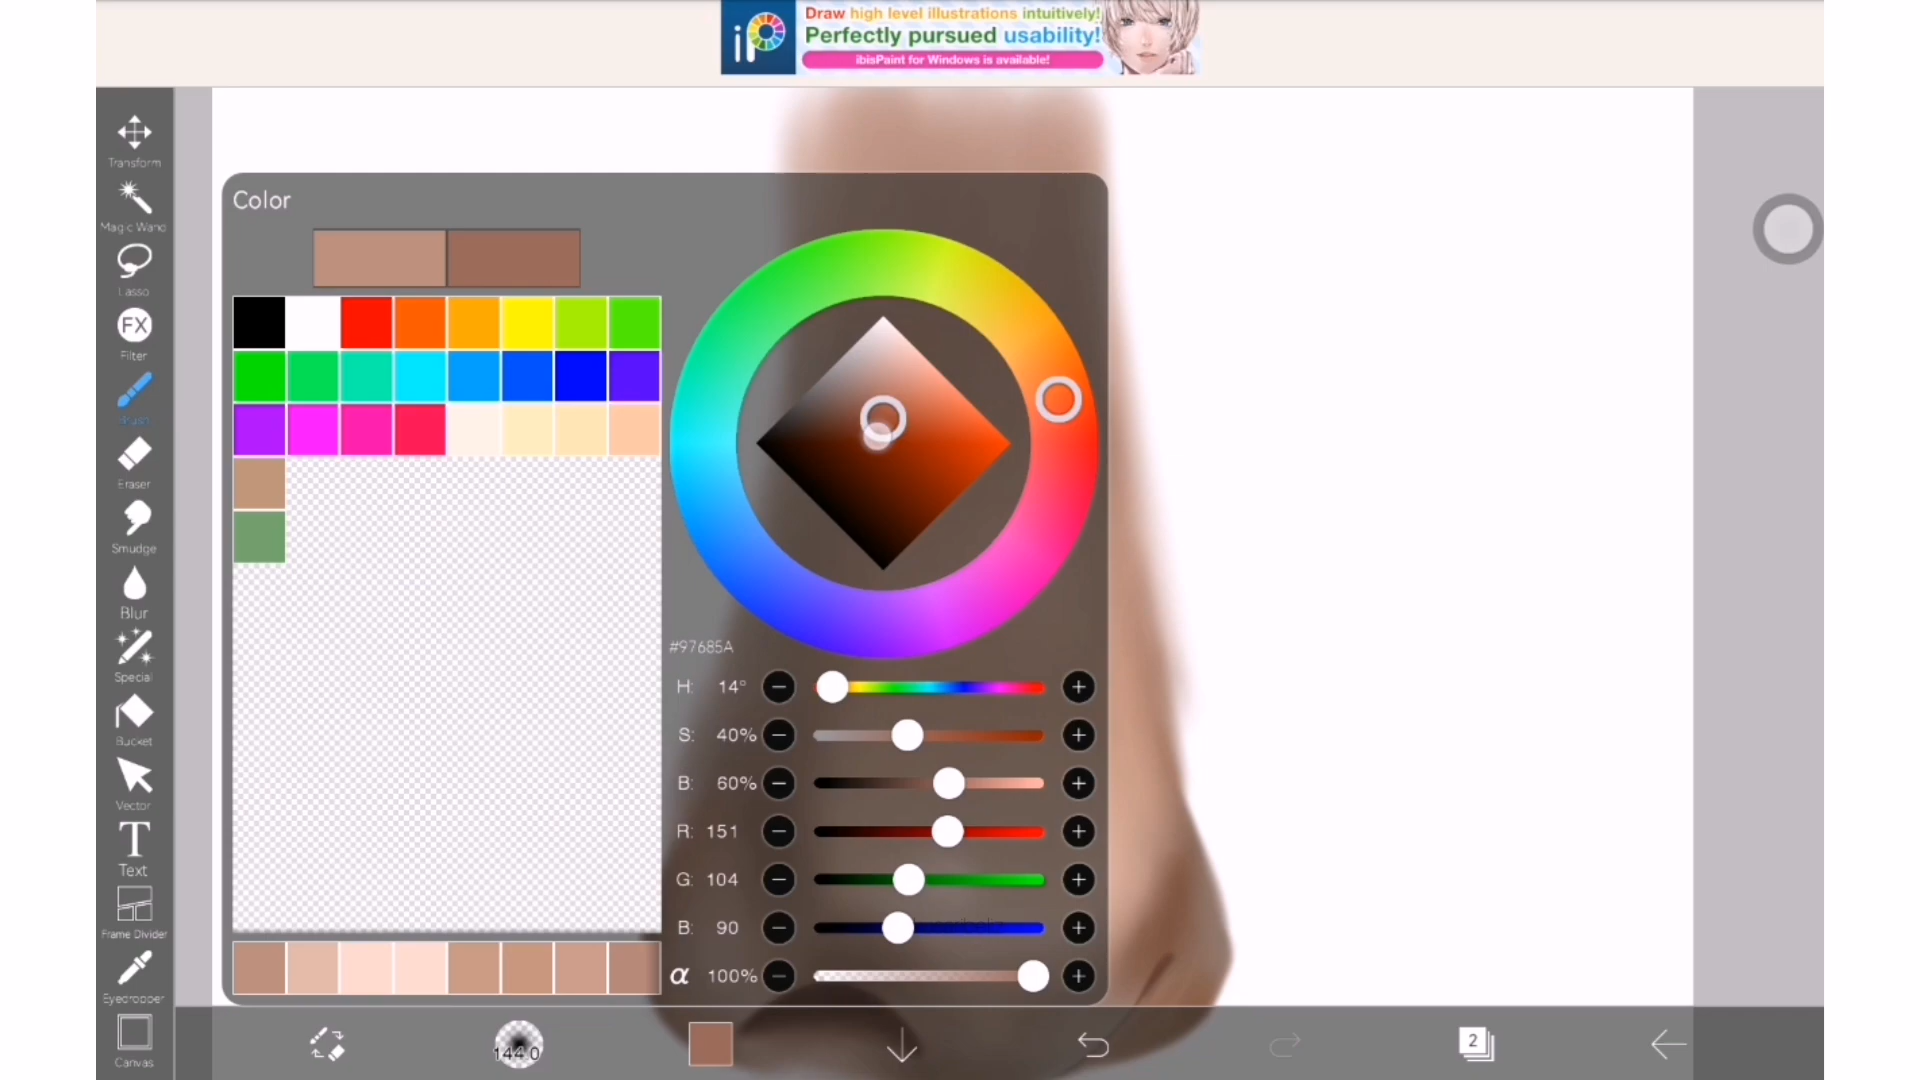 iP
Draw high level illustrations intuitively!
Perfectly pursued usability!
ibisPaint for Windows is available!
Transform
Magic Wand
Lasso
FX
Filter
Brush
Eraser
Smudge
Blur
Special
Bucket
Vector
T
Text
Frame Divider
Eyedropper
Canvas
Color
#97685A
H: 14°
S: 40%
B: 60%
R: 151
G: 104
B: 90
α 100%
144.0
2